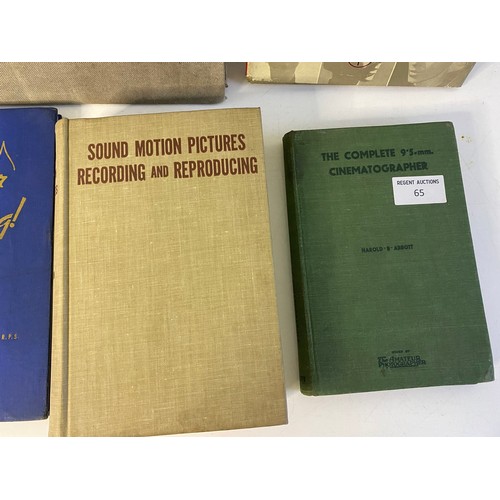 SOUND MOTION PICTURES
RECORDING AND REPRODUCING
THE COMPLETE 9'5·mm.
CINEMATOGRAPHER
REGENT AUCTIONS
65
HAROLD·B·ABBOTT
AMATEUR